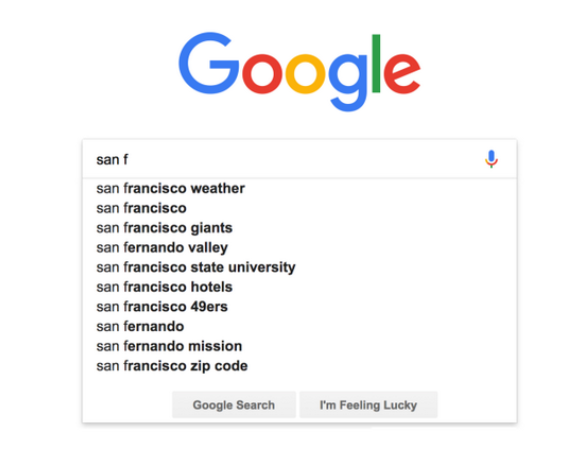 Google
san f
san francisco weather
san francisco
san francisco giants
san fernando valley
san francisco state university
san francisco hotels
san francisco 49ers
san fernando
san fernando mission
san francisco zip code
Google Search I'm Feeling Lucky